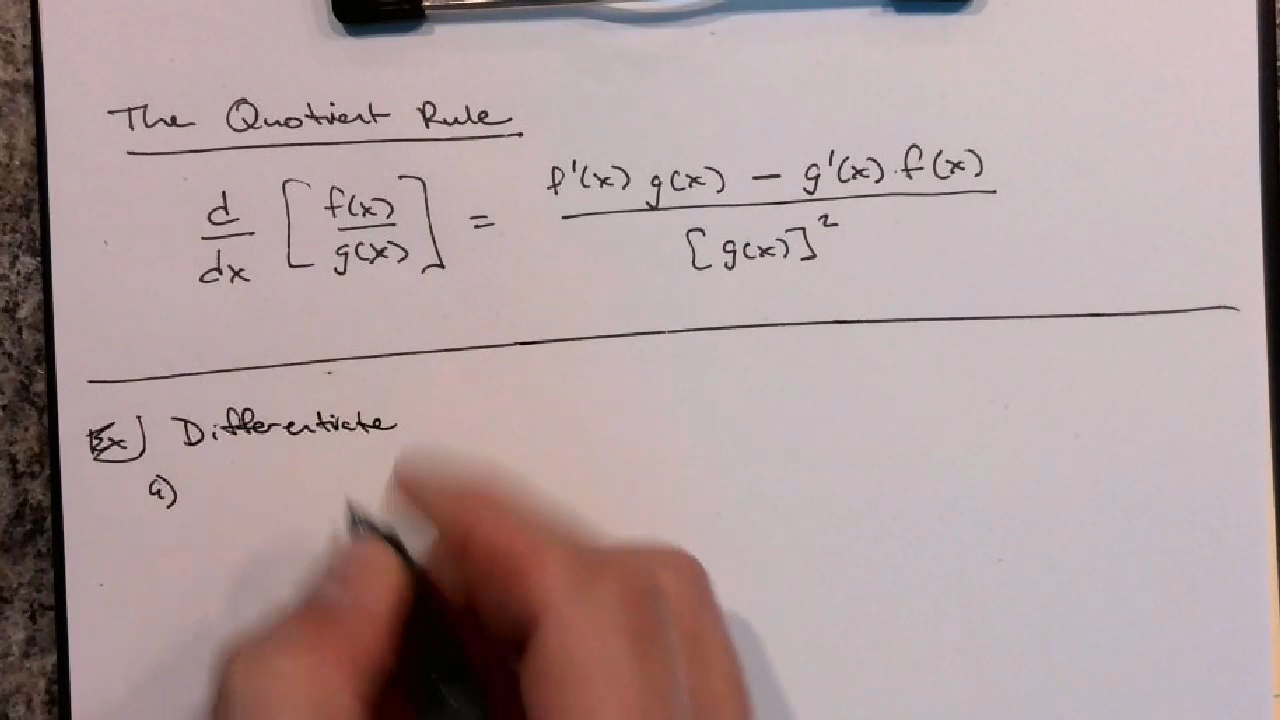 The Quotient Rule
d/dx [f(x)/g(x)] = f'(x) g(x) - g'(x) · f(x) / [g(x)]²
Ex) Differentiate
a)